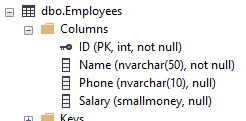 dbo.Employees
Columns
ID (PK, int, not null)
Name (nvarchar(50), not null)
Phone (nvarchar(10), null)
Salary (smallmoney, null)
Keys